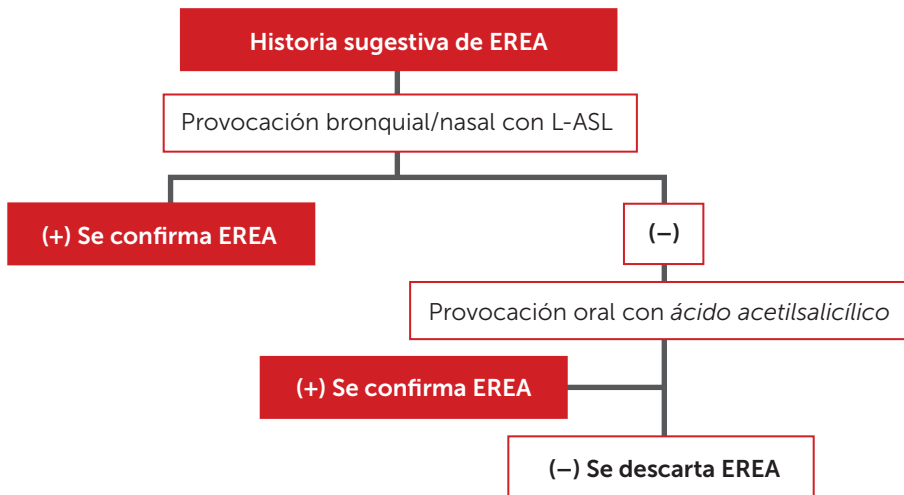 Historia sugestiva de EREA
Provocación bronquial/nasal con L-ASL
(+) Se confirma EREA
(−)
Provocación oral con ácido acetilsalicílico
(+) Se confirma EREA
(−) Se descarta EREA